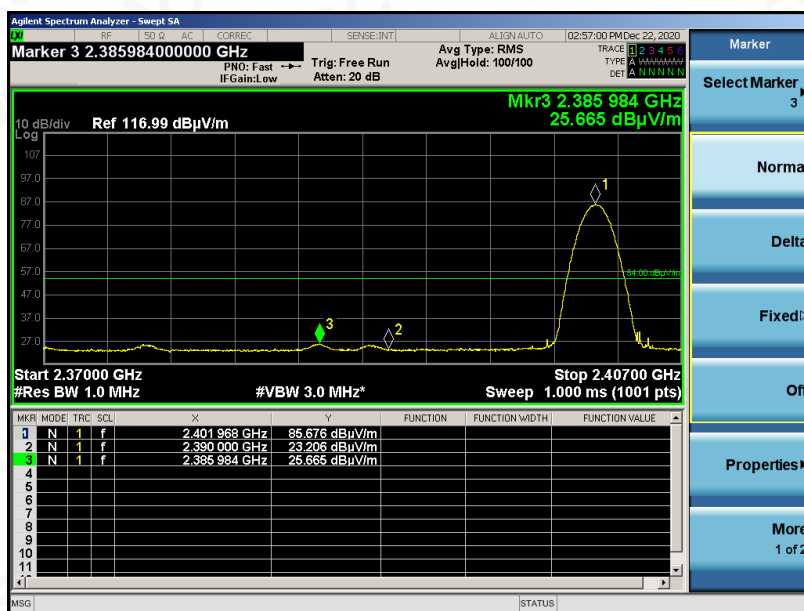 Agilent Spectrum Analyzer - Swept SA
LXI RF 50 Ω AC CORREC SENSE:INT ALIGN AUTO 02:57:00 PM Dec 22, 2020
Marker 3 2.385984000000 GHz
PNO: Fast
IFGain:Low
Trig: Free Run
Atten: 20 dB
Avg Type: RMS
Avg|Hold: 100/100
TRACE 1 2 3 4 5 6
TYPE A WWWWW
DET A N N N N N
Mkr3 2.385 984 GHz
25.665 dBµV/m
10 dB/div Ref 116.99 dBµV/m
Log
107
97.0
87.0
77.0
67.0
57.0
47.0
37.0
27.0
1
2
3
54.00 dBµV/m
Start 2.37000 GHz Stop 2.40700 GHz
#Res BW 1.0 MHz #VBW 3.0 MHz* Sweep 1.000 ms (1001 pts)
MKR MODE TRC SCL X Y FUNCTION FUNCTION WIDTH FUNCTION VALUE
1 N 1 f 2.401 968 GHz 85.676 dBµV/m
2 N 1 f 2.390 000 GHz 23.206 dBµV/m
3 N 1 f 2.385 984 GHz 25.665 dBµV/m
4
5
6
7
8
9
10
11
MSG STATUS
Marker
Select Marker
3
Norma
Delta
Fixed
Off
Properties
More
1 of 2